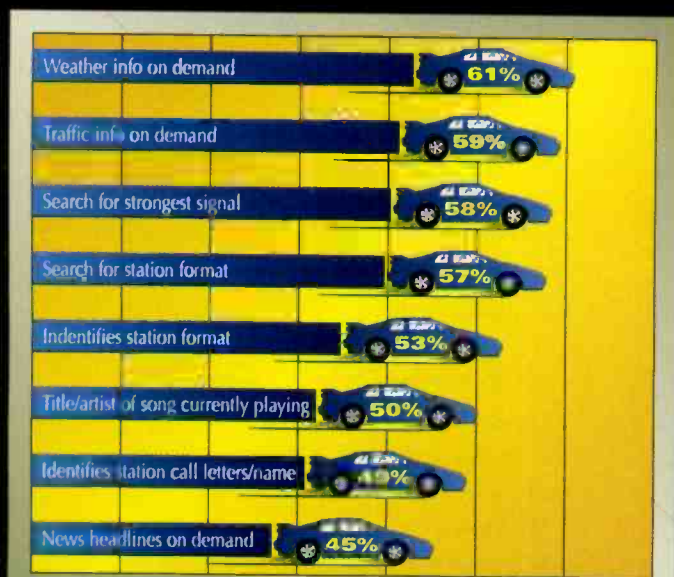 Weather info on demand
61%
Traffic info on demand
59%
Search for strongest signal
58%
Search for station format
57%
Indentifies station format
53%
Title/artist of song currently playing
50%
Identifies station call letters/name
News headlines on demand
45%